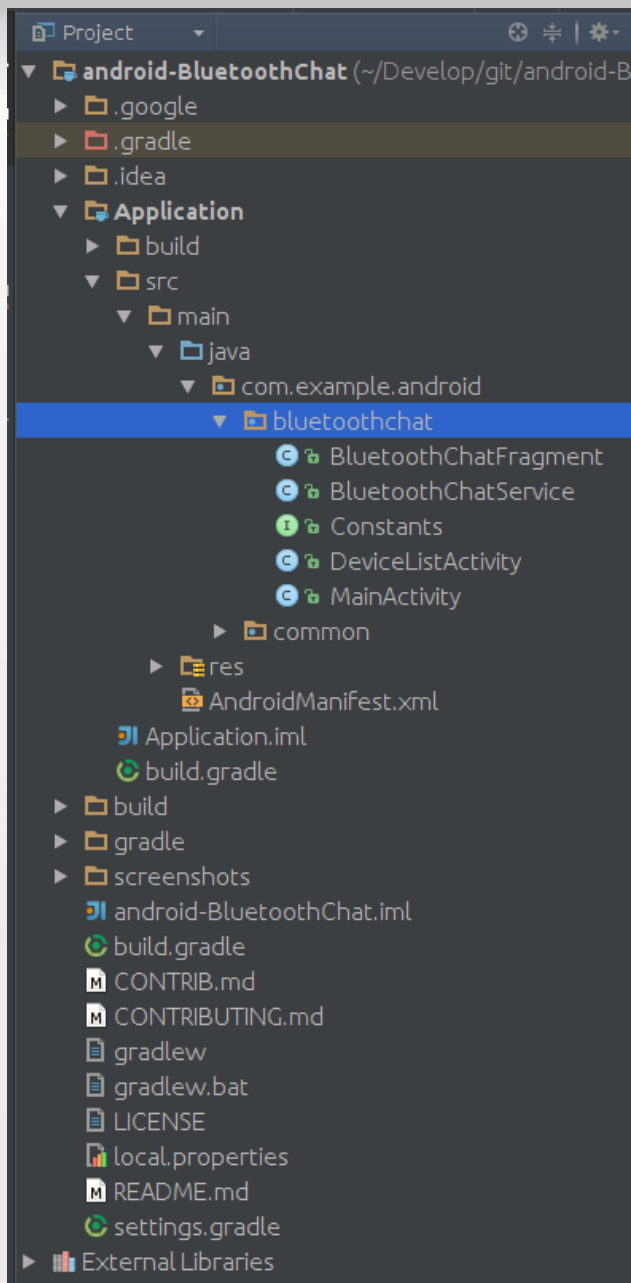 Project
android-BluetoothChat (~/Develop/git/android-B
.google
.gradle
.idea
Application
build
src
main
java
com.example.android
bluetoothchat
BluetoothChatFragment
BluetoothChatService
Constants
DeviceListActivity
MainActivity
common
res
AndroidManifest.xml
Application.iml
build.gradle
build
gradle
screenshots
android-BluetoothChat.iml
build.gradle
CONTRIB.md
CONTRIBUTING.md
gradlew
gradlew.bat
LICENSE
local.properties
README.md
settings.gradle
External Libraries